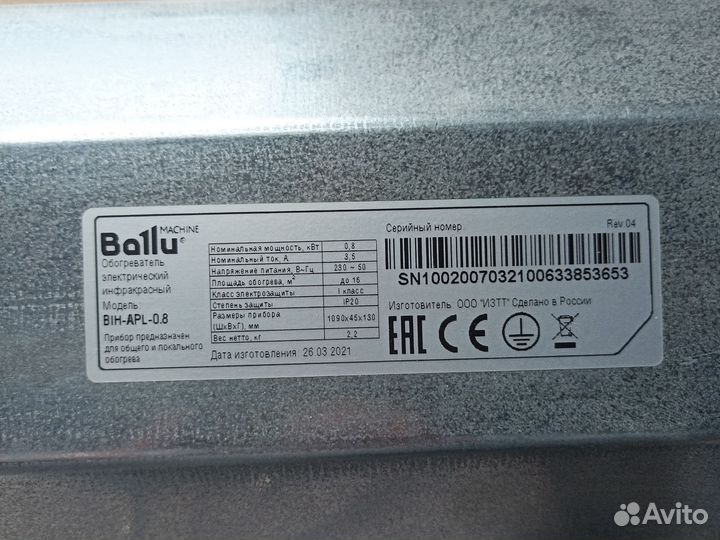 Ballu MACHINE
Обогреватель
электрический
инфракрасный
Модель:
BIH-APL-0.8
Прибор предназначен
для общего и локального
обогрева
Номинальная мощность, кВт 0,8
Номинальный ток, А 3,5
Напряжение питания, В~Гц 230 ~ 50
Площадь обогрева, м² до 16
Класс электрозащиты I класс
Степень защиты IP20
Размеры прибора (ШхВхГ), мм 1090x45x130
Вес нетто, кг 2,2
Дата изготовления 26.03.2021
Серийный номер Rev.04
SN1002007032100633853653
Изготовитель: ООО "ИЗТТ" Сделано в России
EAC CE
Avito